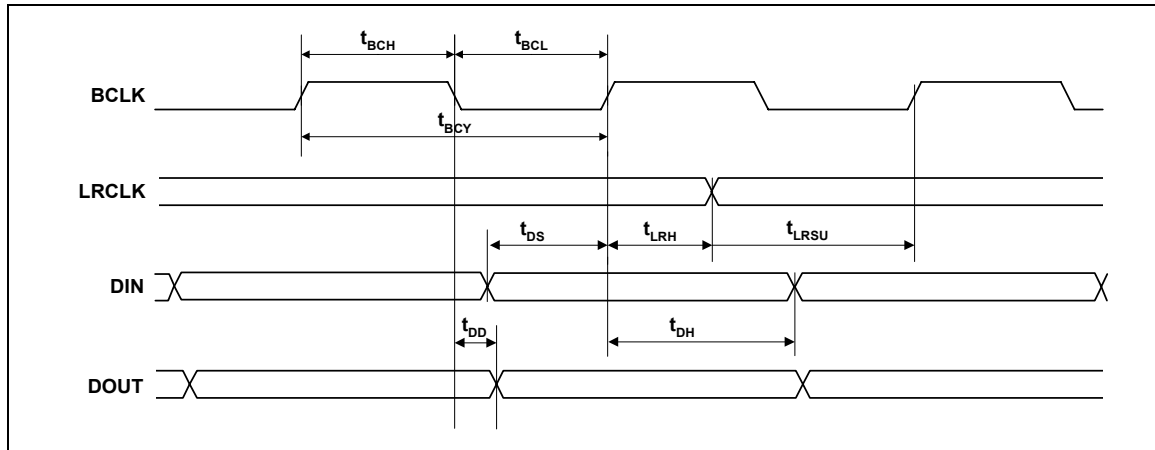 tBCH tBCL
BCLK
tBCY
LRCLK
tDS tLRH tLRSU
DIN
tDD tDH
DOUT